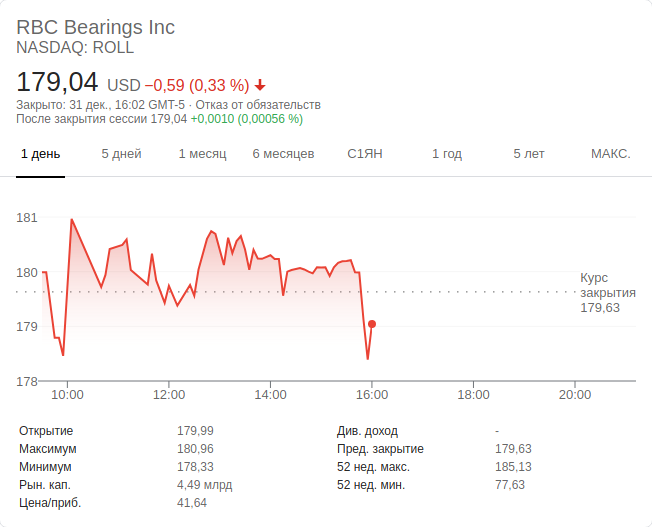 RBC Bearings Inc
NASDAQ: ROLL
179,04 USD −0,59 (0,33 %)
Закрыто: 31 дек., 16:02 GMT-5 · Отказ от обязательств
После закрытия сессии 179,04 +0,0010 (0,00056 %)
1 день 5 дней 1 месяц 6 месяцев С1ЯН 1 год 5 лет МАКС.
181
180
Курс
закрытия
179,63
179
178
10:00 12:00 14:00 16:00 18:00 20:00
Открытие 179,99 Див. доход -
Максимум 180,96 Пред. закрытие 179,63
Минимум 178,33 52 нед. макс. 185,13
Рын. кап. 4,49 млрд 52 нед. мин. 77,63
Цена/приб. 41,64